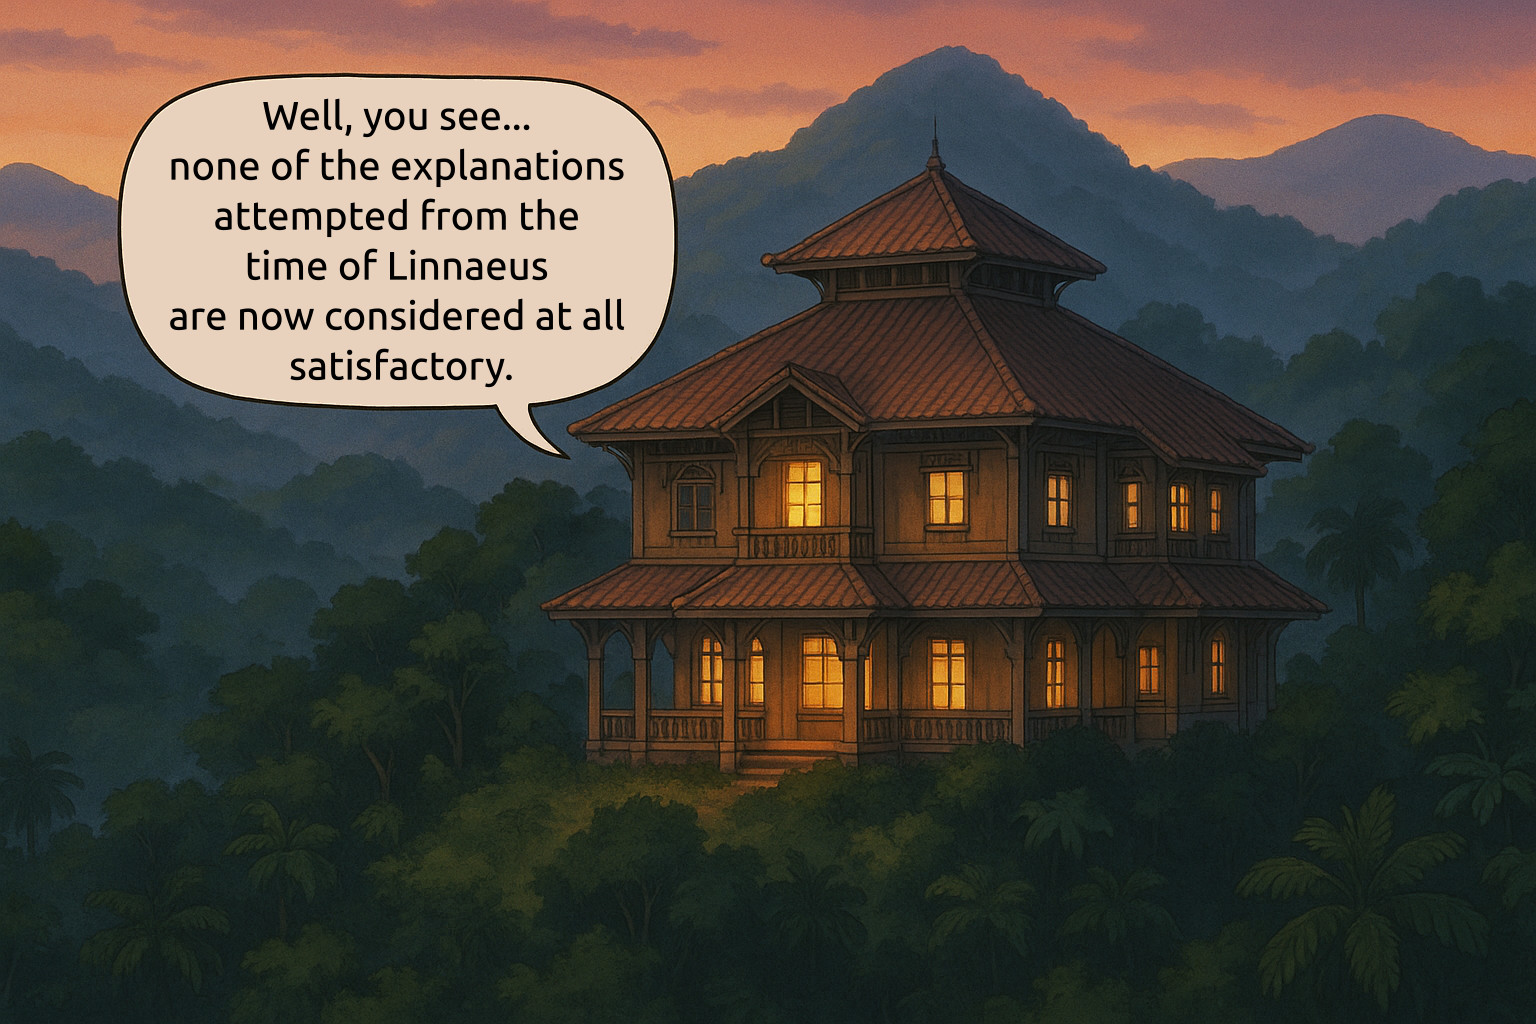 Well, you see...
none of the explanations
attempted from the
time of Linnaeus
are now considered at all
satisfactory.